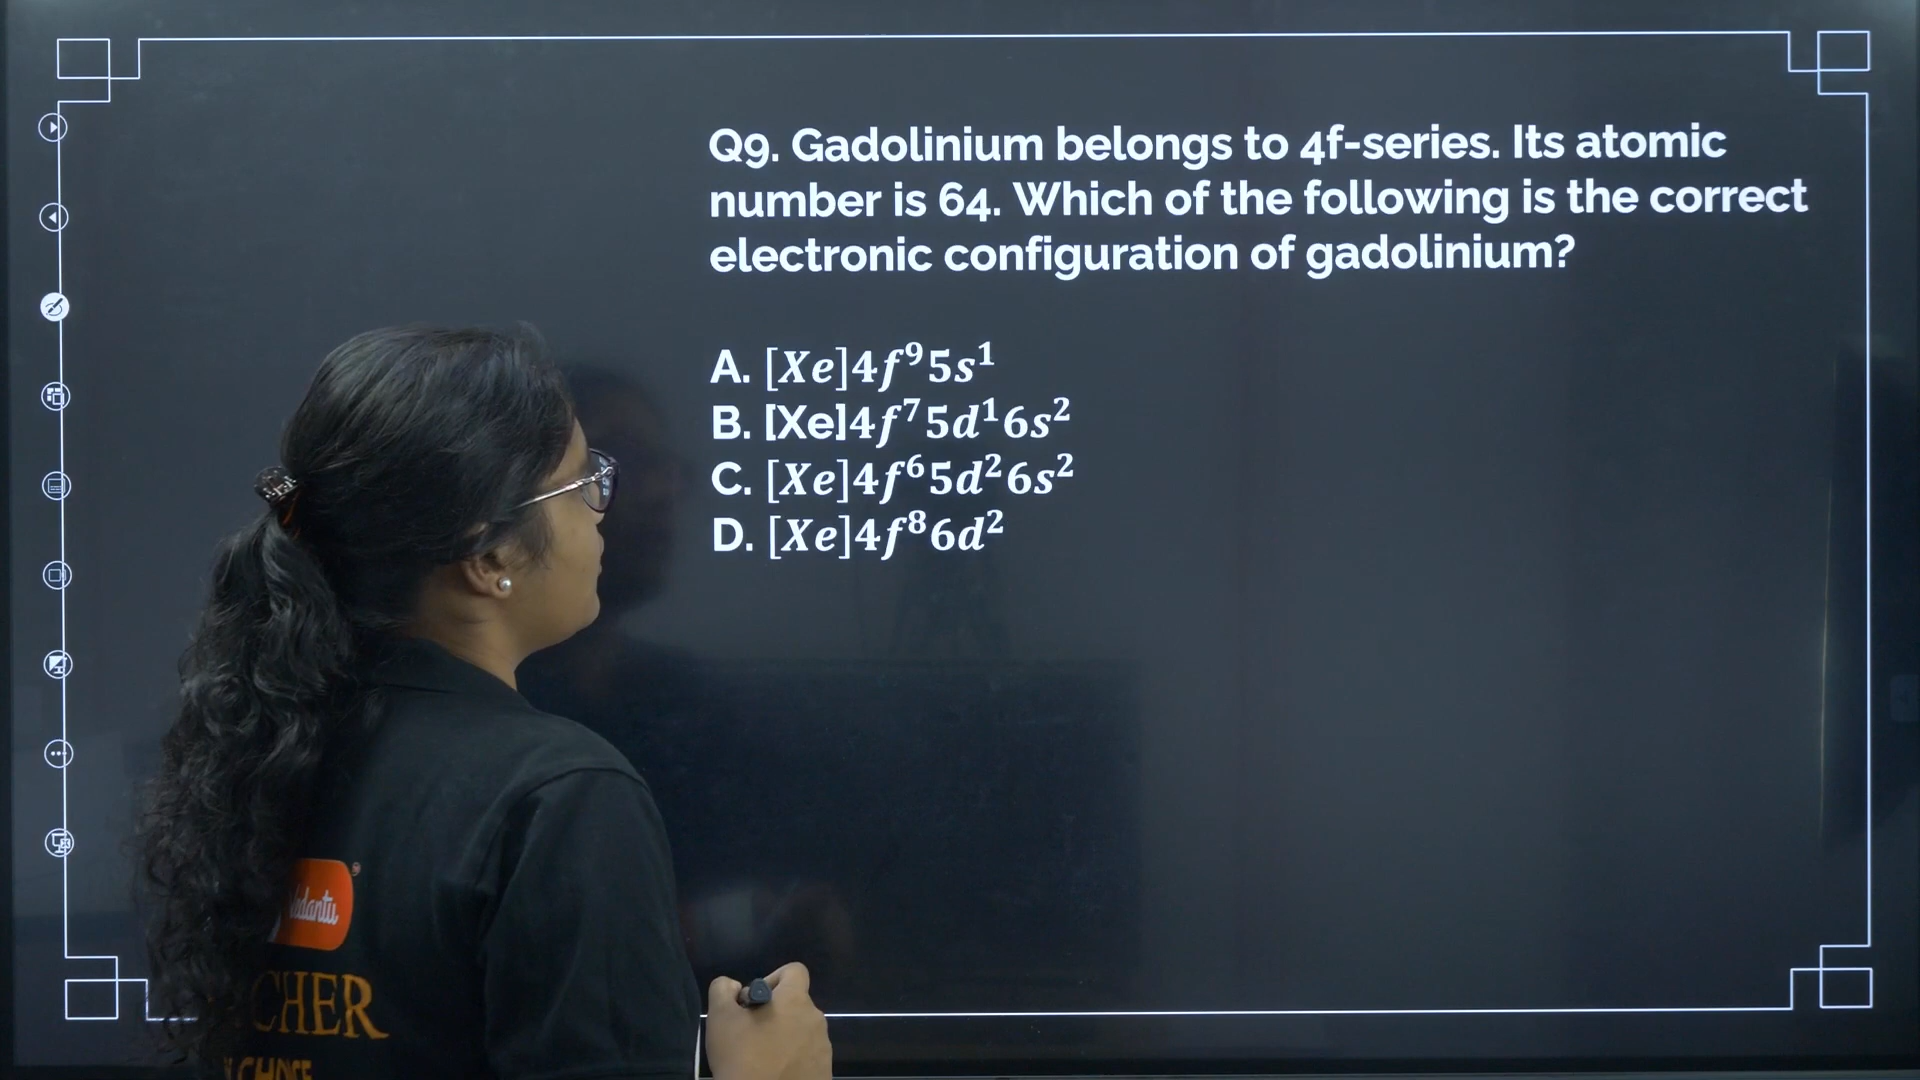 Q9. Gadolinium belongs to 4f-series. Its atomic
number is 64. Which of the following is the correct
electronic configuration of gadolinium?
A. [Xe]4f⁹5s¹
B. [Xe]4f⁷5d¹6s²
C. [Xe]4f⁶5d²6s²
D. [Xe]4f⁸6d²
Vedantu
CHER